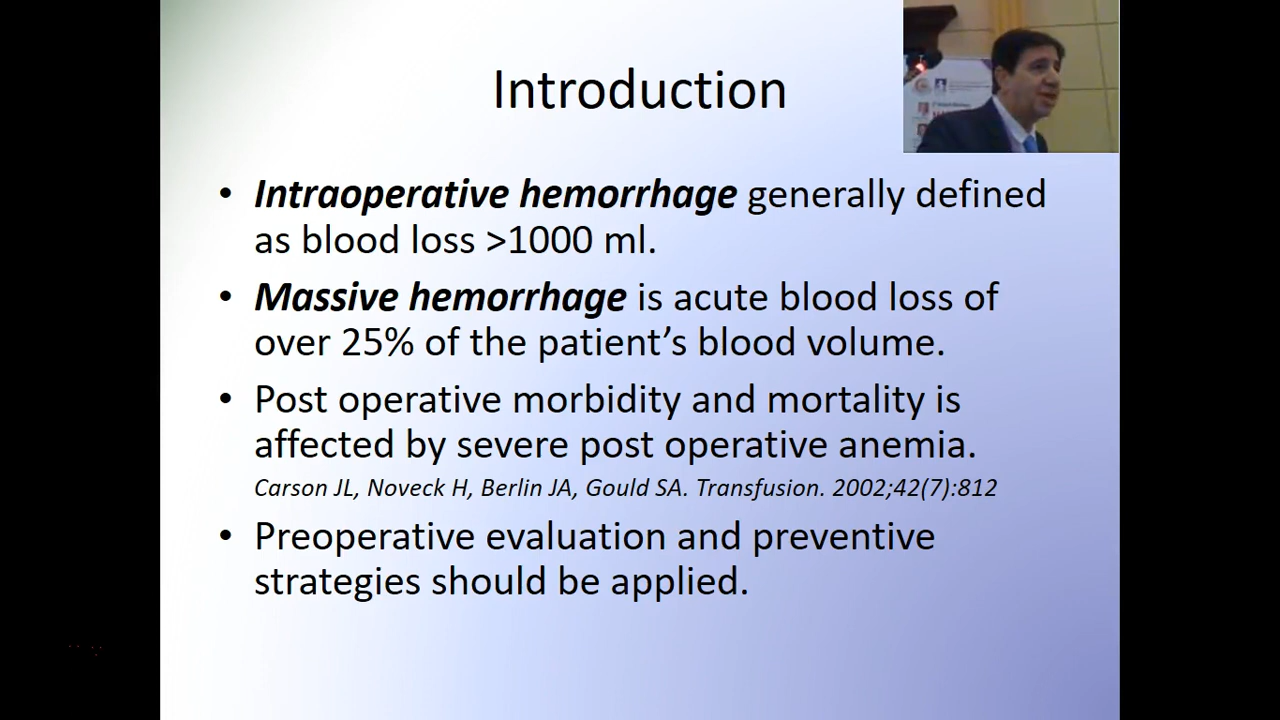 Introduction
• Intraoperative hemorrhage generally defined
as blood loss >1000 ml.
• Massive hemorrhage is acute blood loss of
over 25% of the patient’s blood volume.
• Post operative morbidity and mortality is
affected by severe post operative anemia.
Carson JL, Noveck H, Berlin JA, Gould SA. Transfusion. 2002;42(7):812
• Preoperative evaluation and preventive
strategies should be applied.